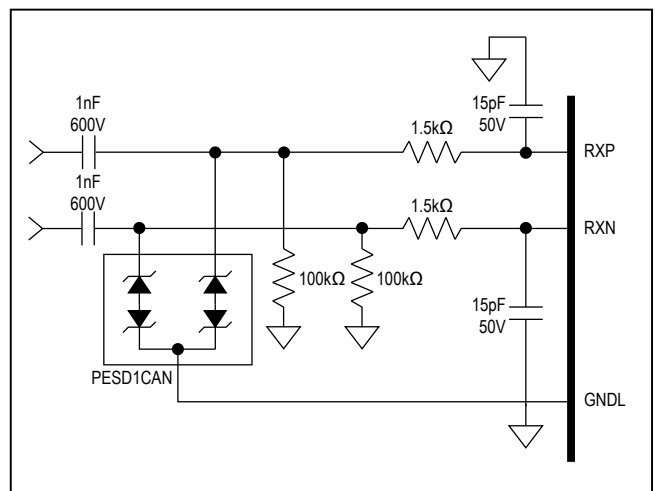 1nF
600V
1nF
600V
15pF
50V
1.5kΩ
RXP
1.5kΩ
RXN
100kΩ
100kΩ
15pF
50V
PESD1CAN
GNDL